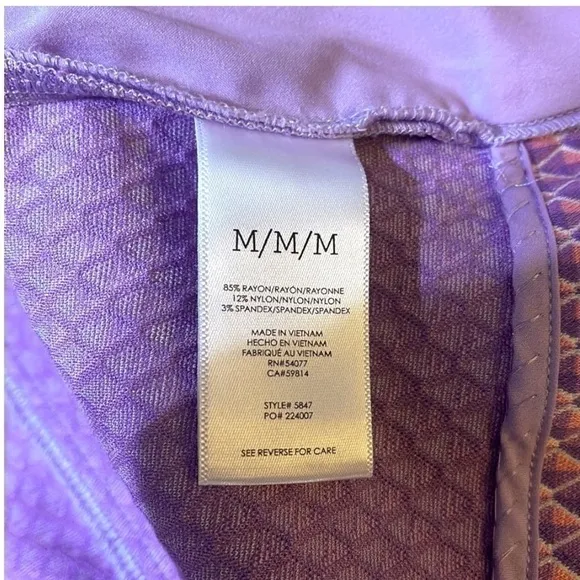 M/M/M
85% RAYON/RAYÓN/RAYONNE
12% NYLON/NYLON/NYLON
3% SPANDEX/SPANDEX/SPANDEX
MADE IN VIETNAM
HECHO EN VIETNAM
FABRIQUÉ AU VIETNAM
RN#54077
CA#59814
STYLE# 5847
PO# 224007
SEE REVERSE FOR CARE